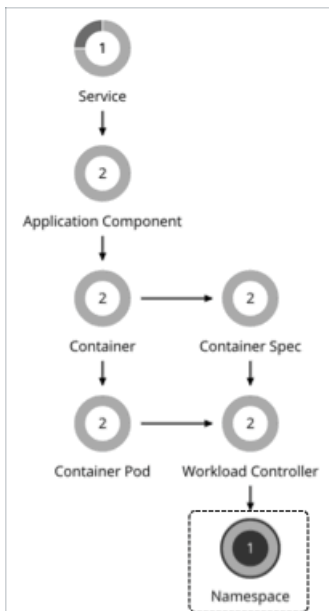 1
Service
2
Application Component
2 2
Container Container Spec
2 2
Container Pod Workload Controller
1
Namespace